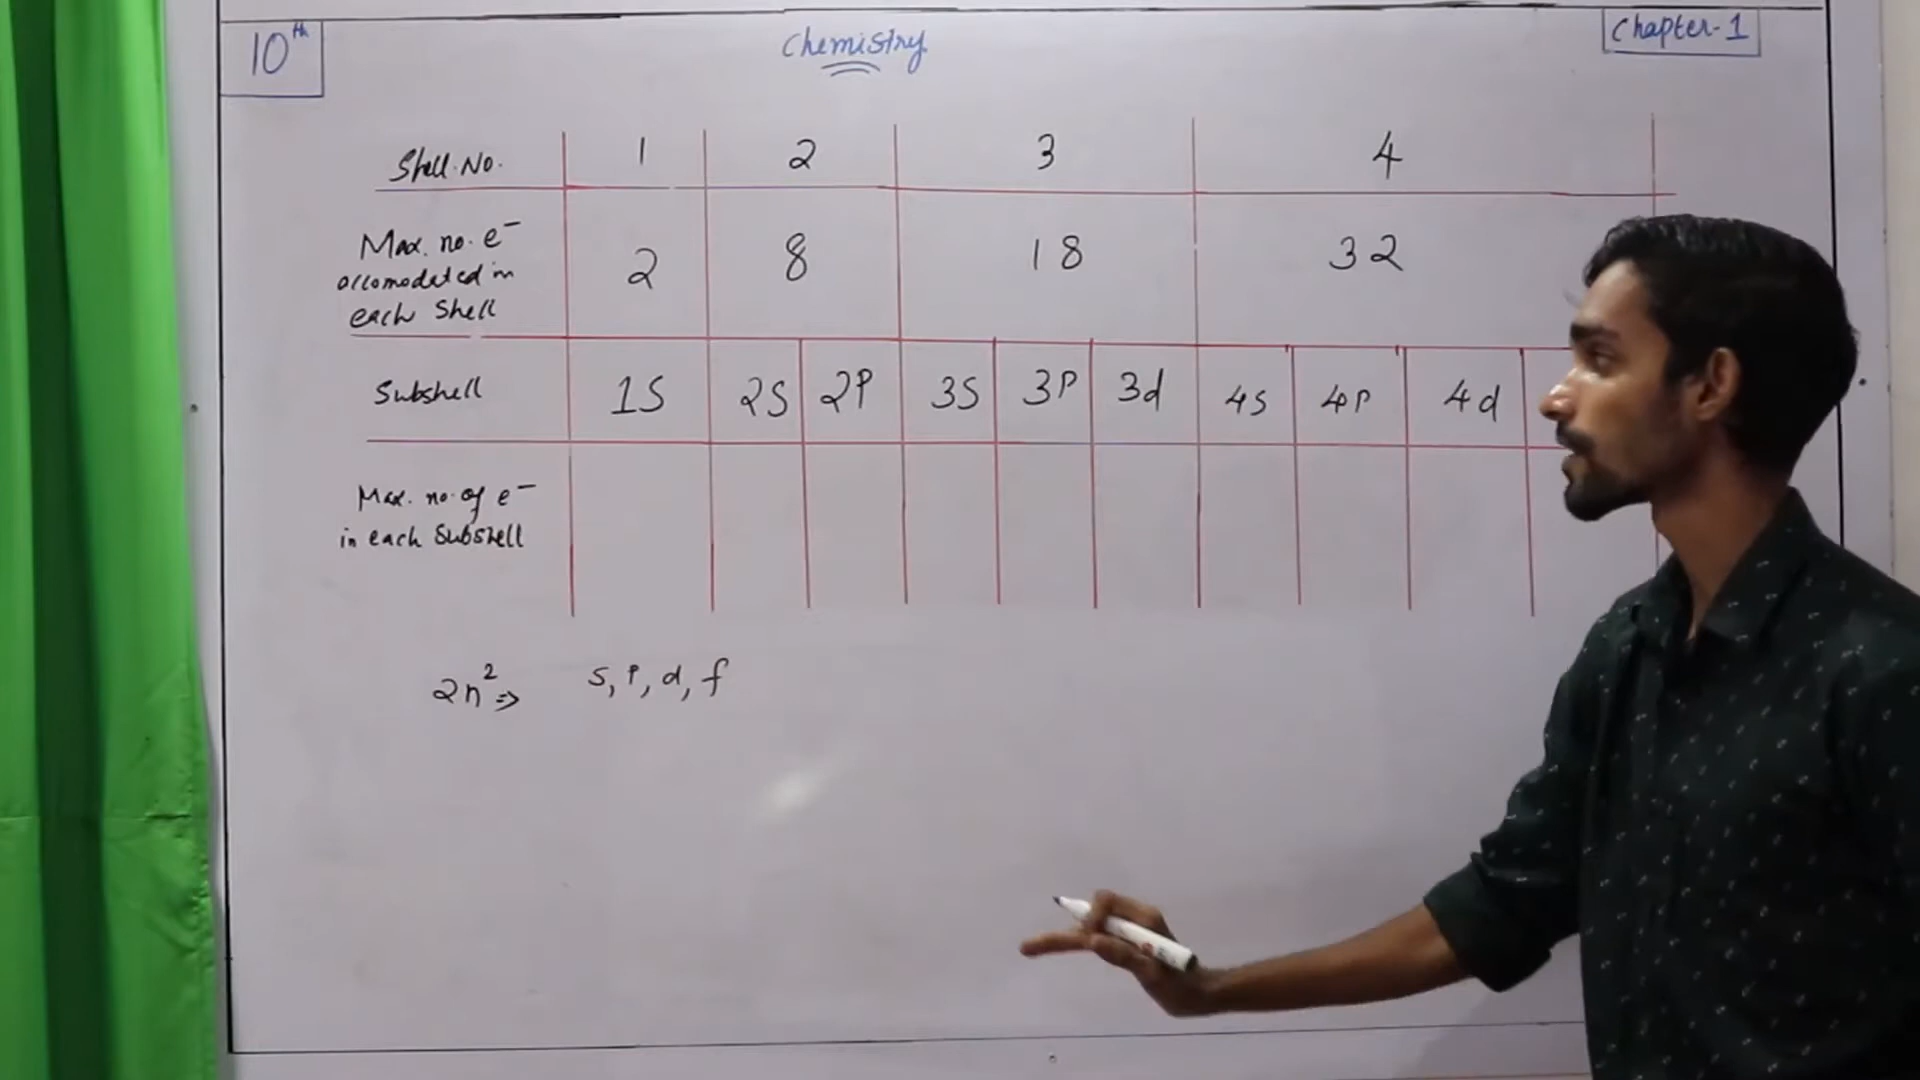 10th
Chemistry
Chapter-1
Shell.No. 1 2 3 4
Max. no. e-
accomodated in
each Shell
2 8 18 32
Subshell 1S 2S 2P 3S 3P 3d 4s 4P 4d
Max. no. of e-
in each Subshell
2n² ⇒ s, p, d, f